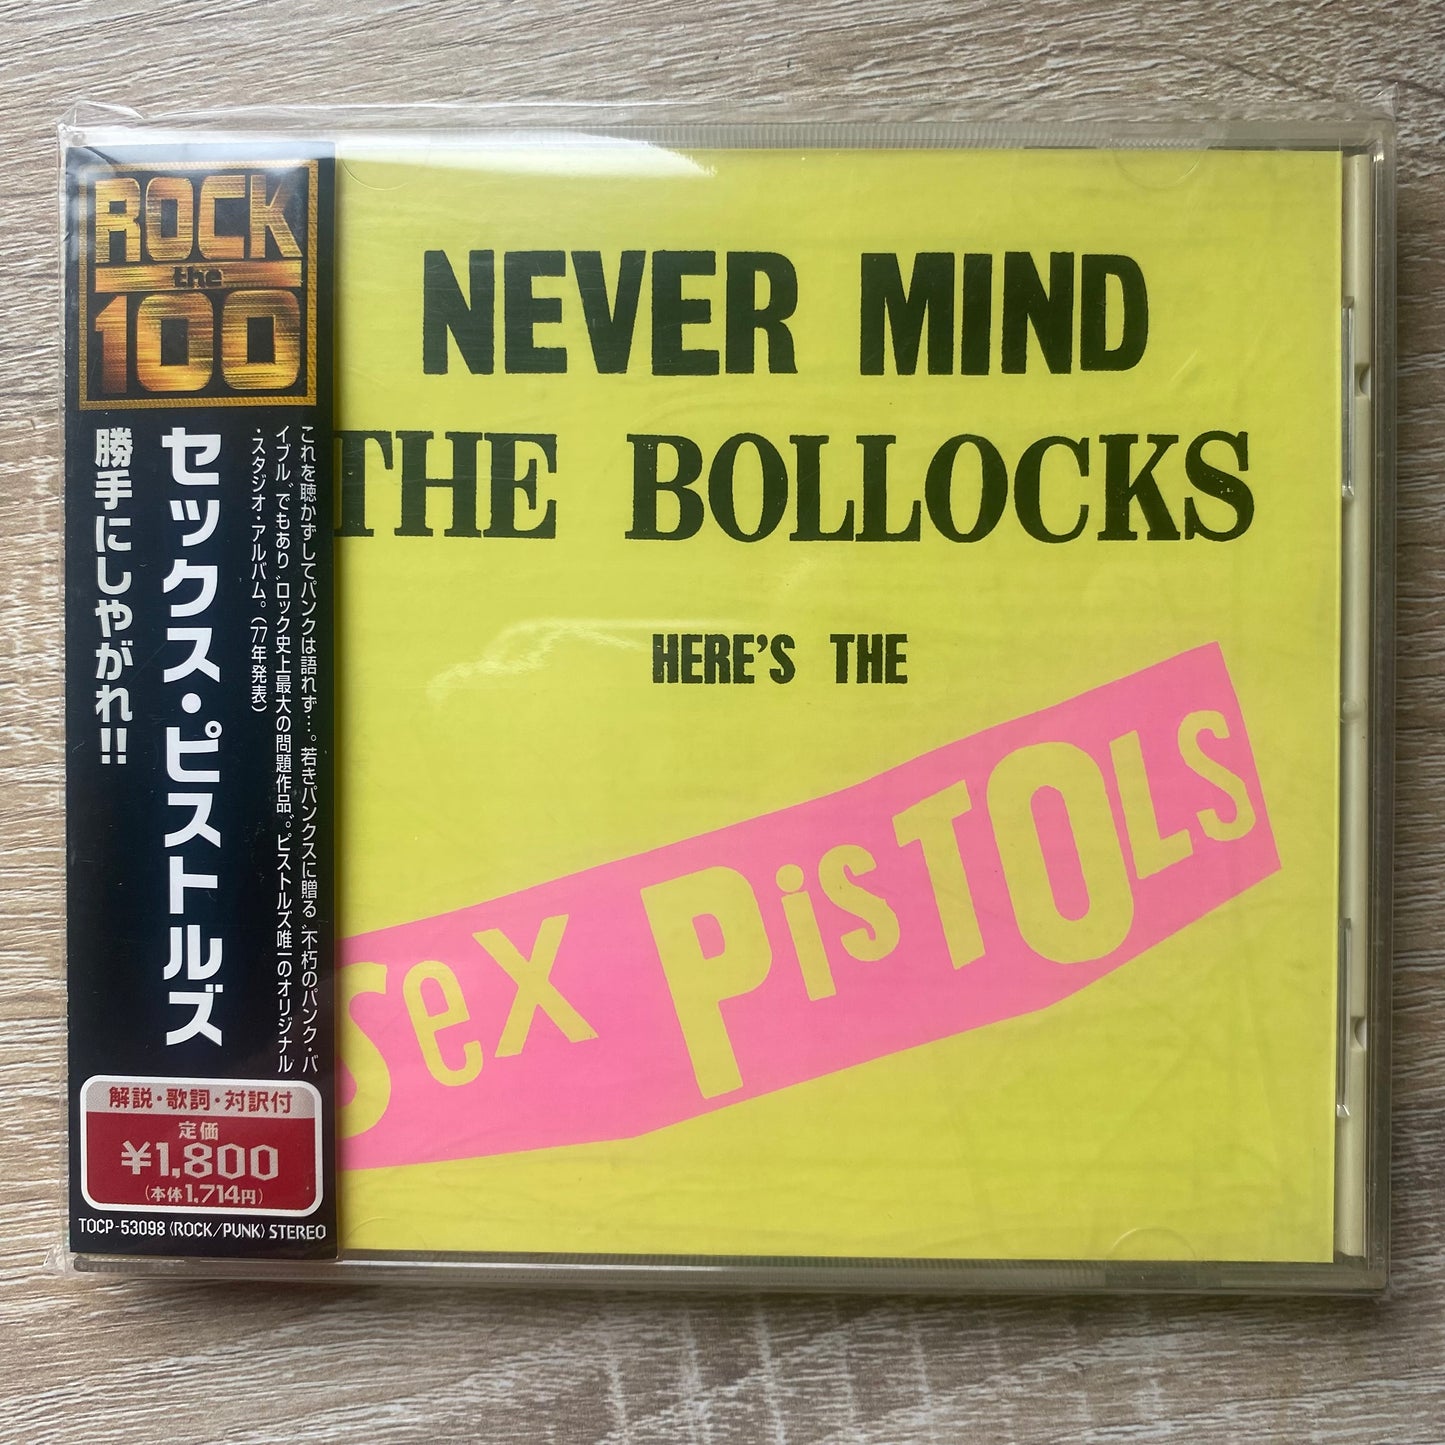 ROCK
the
100
これを聴かずしてパンクは語れず…。若きパンクスに贈る“不朽のパンク・バ
イブル”でもあり“ロック史上最大の問題作品”。ピストルズ唯一のオリジナル
・スタジオ・アルバム。（77年発表）
セックス・ピストルズ
勝手にしやがれ!!
解説・歌詞・対訳付
定価
¥1,800
(本体1,714円)
TOCP-53098 (ROCK/PUNK) STEREO
NEVER MIND
THE BOLLOCKS
HERE'S THE
SeX PiSTOLS